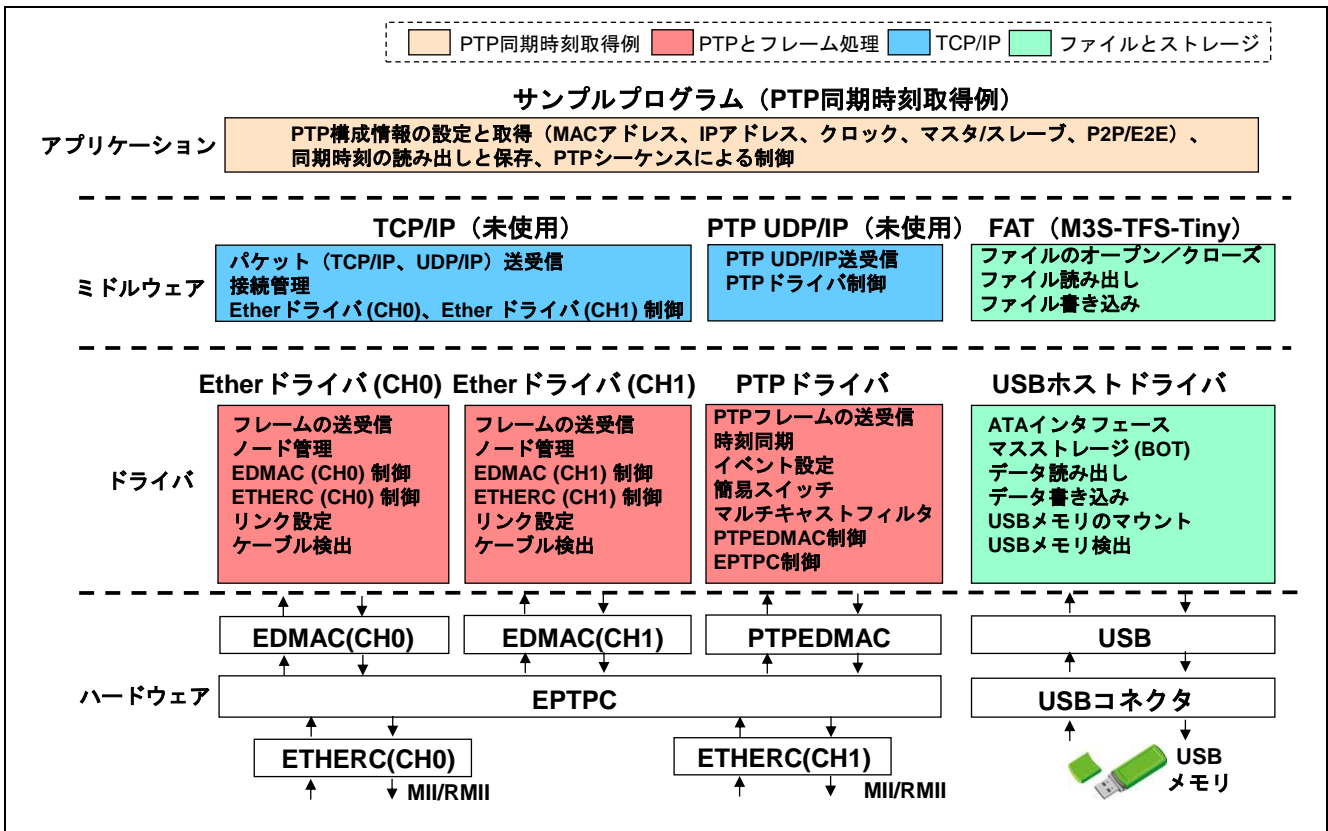 PTP同期時刻取得例 PTPとフレーム処理 TCP/IP ファイルとストレージ
サンプルプログラム（PTP同期時刻取得例）
アプリケーション
PTP構成情報の設定と取得（MACアドレス、IPアドレス、クロック、マスタ/スレーブ、P2P/E2E）、
同期時刻の読み出しと保存、PTPシーケンスによる制御
ミドルウェア
TCP/IP（未使用）
パケット（TCP/IP、UDP/IP）送受信
接続管理
Etherドライバ (CH0)、Ether ドライバ (CH1) 制御
PTP UDP/IP（未使用）
PTP UDP/IP送受信
PTPドライバ制御
FAT（M3S-TFS-Tiny）
ファイルのオープン／クローズ
ファイル読み出し
ファイル書き込み
ドライバ
Etherドライバ (CH0)
フレームの送受信
ノード管理
EDMAC (CH0) 制御
ETHERC (CH0) 制御
リンク設定
ケーブル検出
Etherドライバ (CH1)
フレームの送受信
ノード管理
EDMAC (CH1) 制御
ETHERC (CH1) 制御
リンク設定
ケーブル検出
PTPドライバ
PTPフレームの送受信
時刻同期
イベント設定
簡易スイッチ
マルチキャストフィルタ
PTPEDMAC制御
EPTPC制御
USBホストドライバ
ATAインタフェース
マスストレージ (BOT)
データ読み出し
データ書き込み
USBメモリのマウント
USBメモリ検出
ハードウェア
EDMAC(CH0)
EDMAC(CH1)
PTPEDMAC
USB
EPTPC
USBコネクタ
ETHERC(CH0)
ETHERC(CH1)
MII/RMII
MII/RMII
USB
メモリ